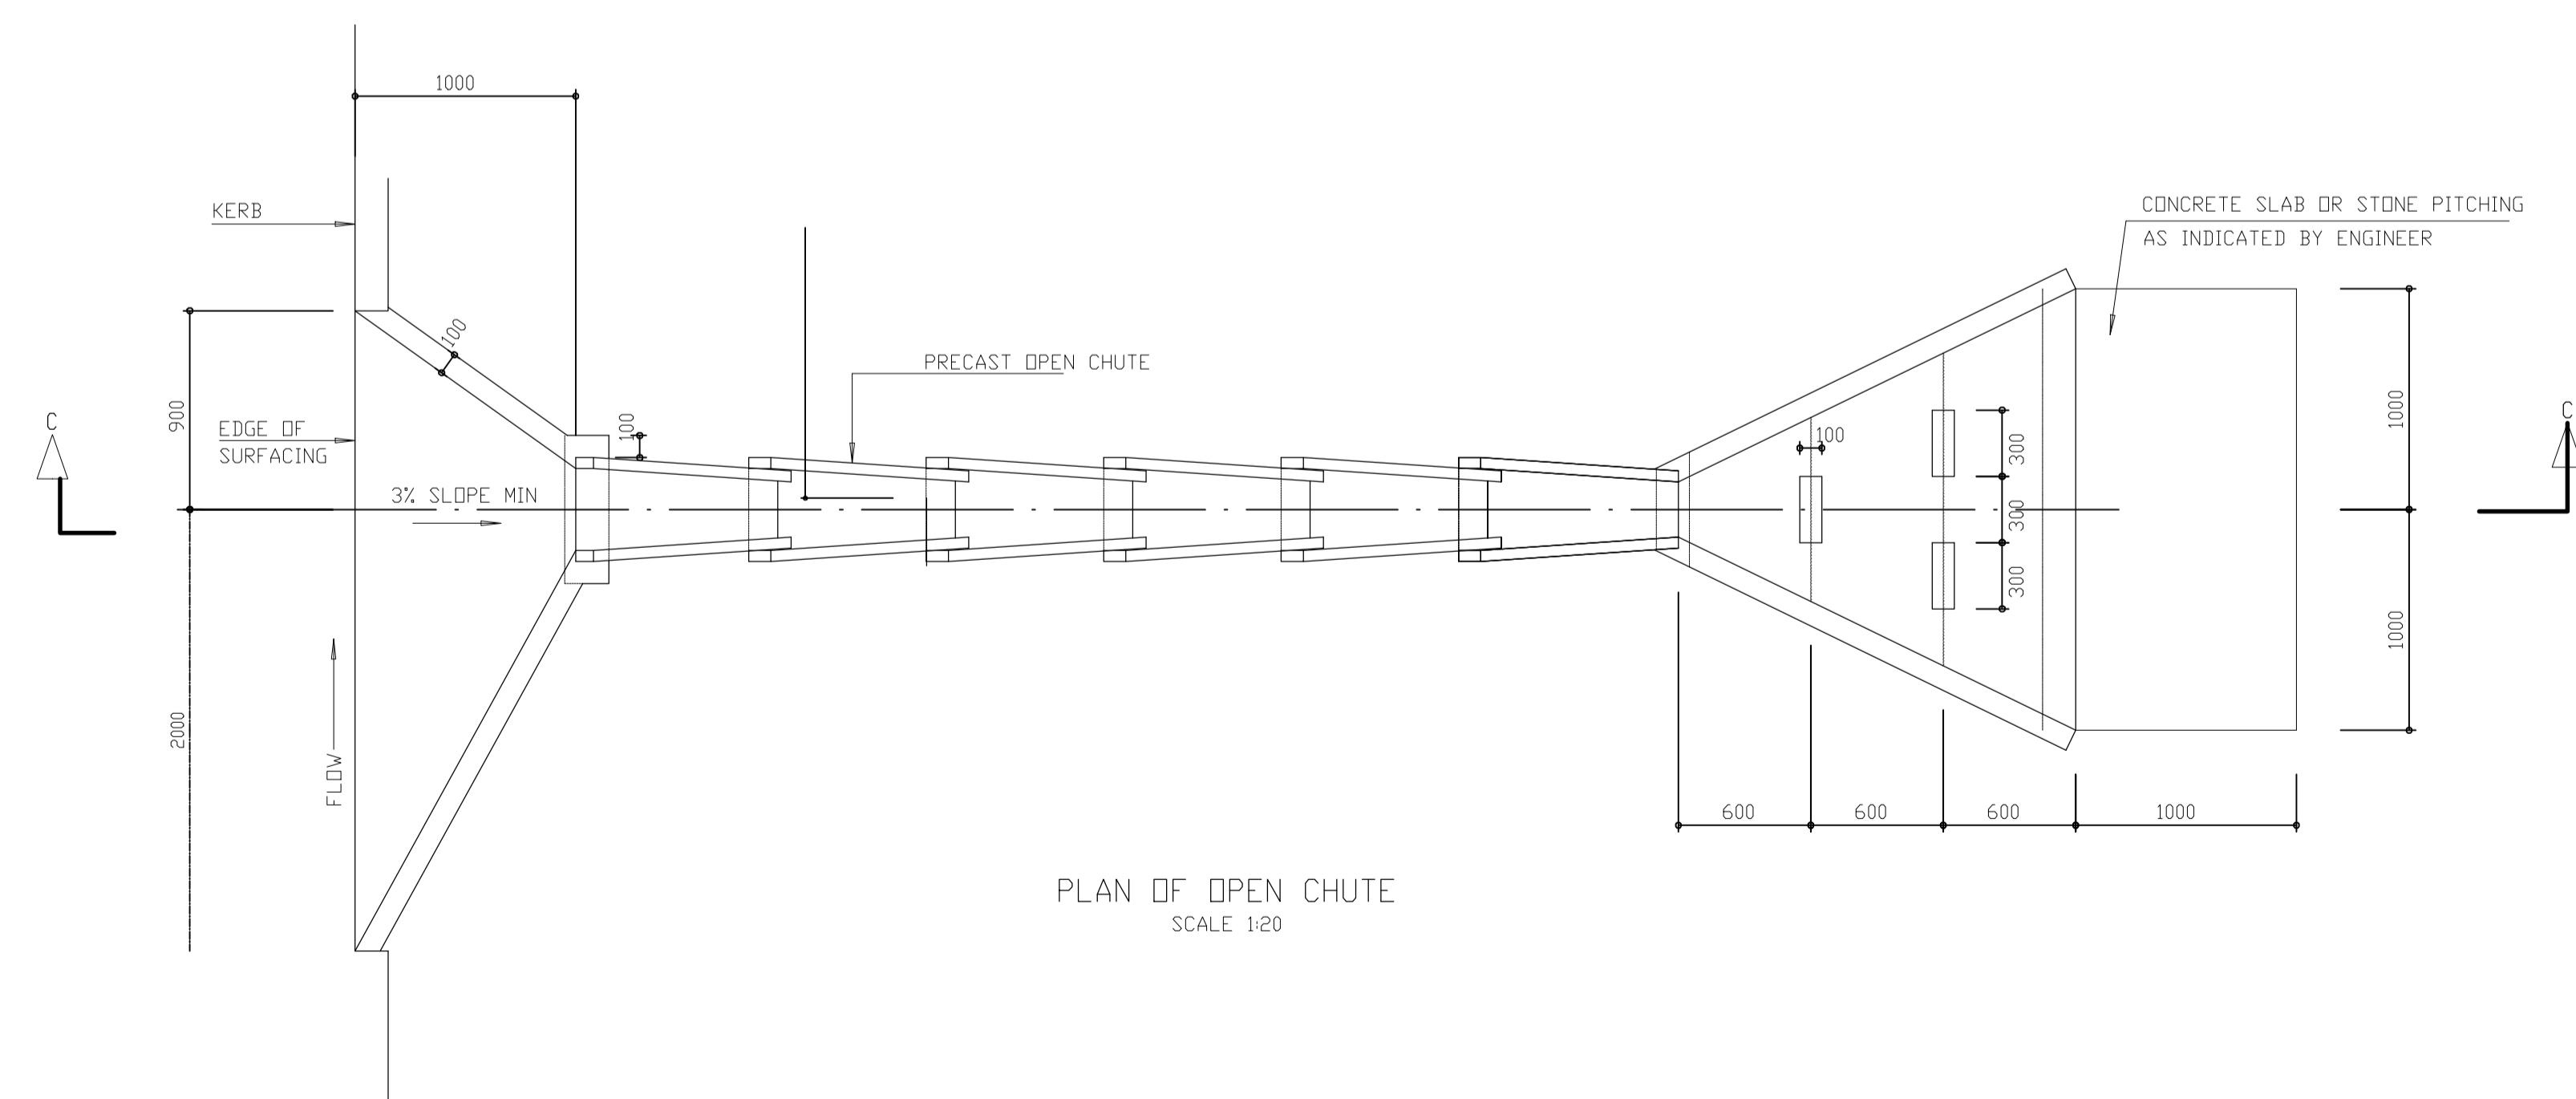 1000
KERB
CONCRETE SLAB OR STONE PITCHING
AS INDICATED BY ENGINEER
100
PRECAST OPEN CHUTE
900
C
EDGE OF
SURFACING
100
100
300
1000
C
3% SLOPE MIN
300
300
2000
FLOW
1000
600
600
600
1000
PLAN OF OPEN CHUTE
SCALE 1:20